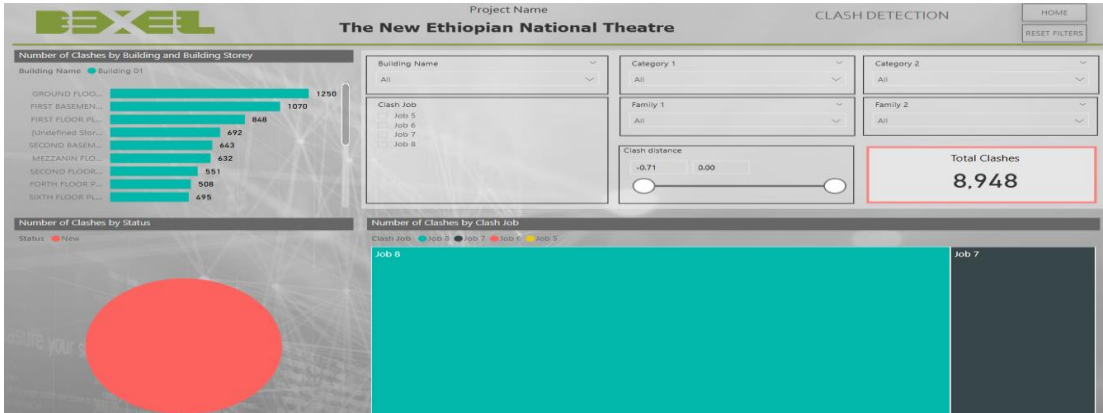 BEXEL
Project Name
The New Ethiopian National Theatre
CLASH DETECTION
HOME
RESET FILTERS
Number of Clashes by Building and Building Storey
Building Name Building 01
GROUND FLOO... 1250
FIRST BASEMEN... 1070
FIRST FLOOR PL... 848
(Undefined Stor... 692
SECOND BASEM... 643
MEZZANIN FLO... 632
SECOND FLOOR... 551
FORTH FLOOR P... 508
SIXTH FLOOR PL... 495
Building Name
All
Category 1
All
Category 2
All
Clash Job
Job 5
Job 6
Job 7
Job 8
Family 1
All
Family 2
All
Clash distance
-0.71 0.00
Total Clashes
8,948
Number of Clashes by Status
Status New
Number of Clashes by Clash Job
Clash Job Job 8 Job 7 Job 6 Job 5
Job 8
Job 7